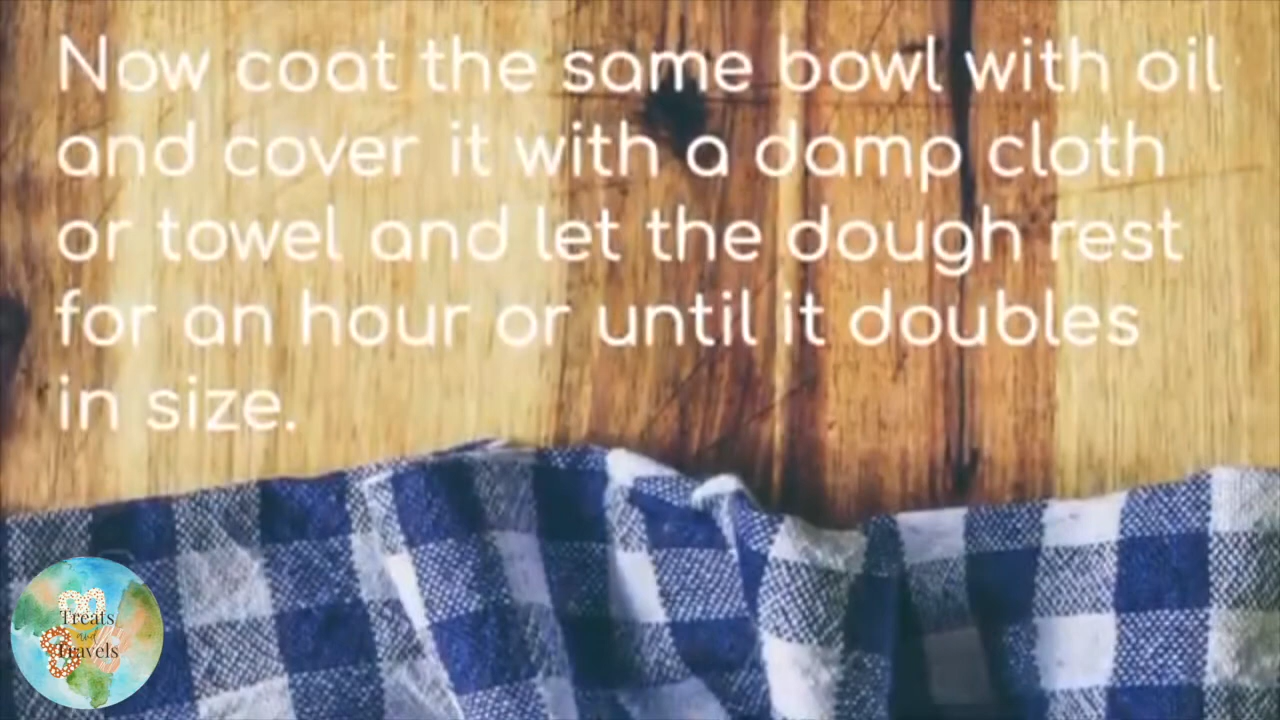 Now coat the same bowl with oil
and cover it with a damp cloth
or towel and let the dough rest
for an hour or until it doubles
in size.
Treats
and
Travels